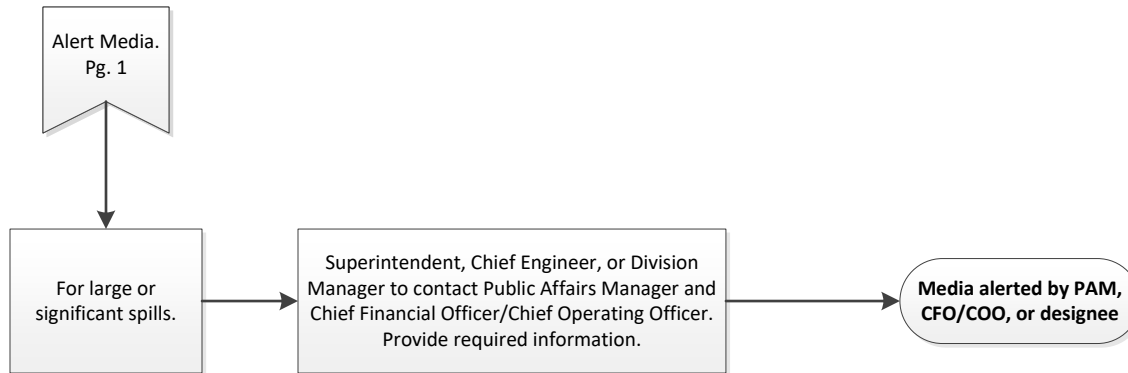 Alert Media.
Pg. 1
For large or
significant spills.
Superintendent, Chief Engineer, or Division
Manager to contact Public Affairs Manager and
Chief Financial Officer/Chief Operating Officer.
Provide required information.
Media alerted by PAM,
CFO/COO, or designee